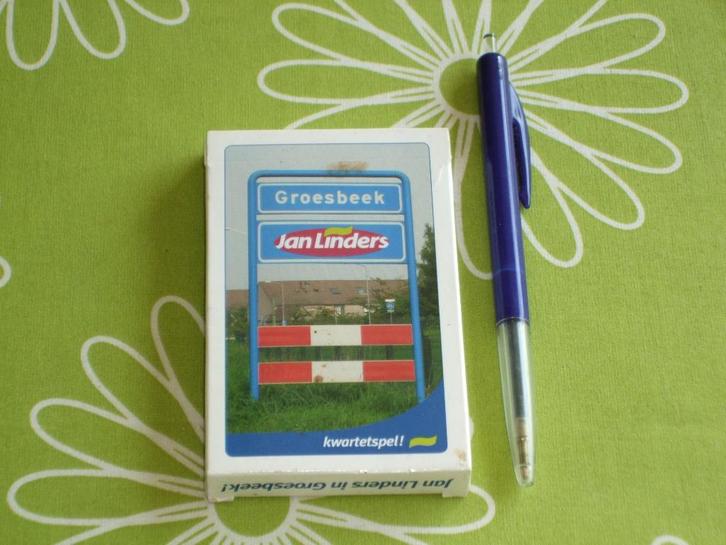 Groesbeek
Jan Linders
kwartetspel!
Jan Linders in Groesbeek!